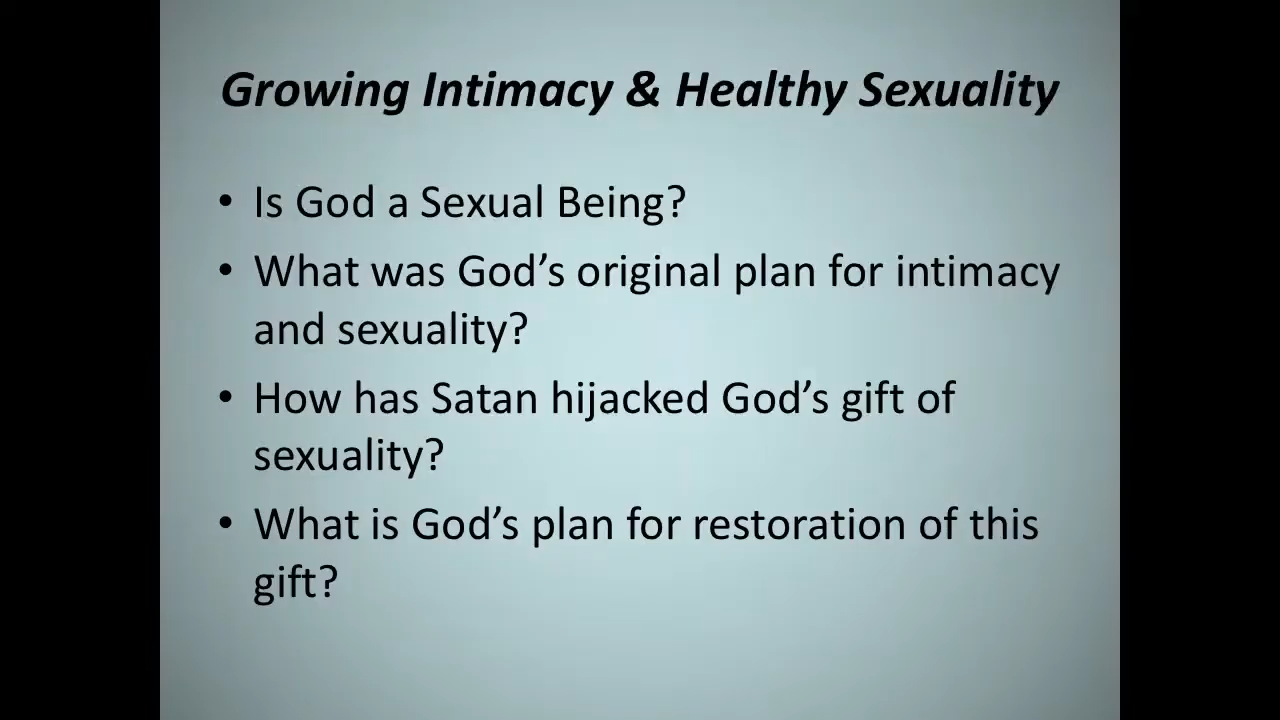 Growing Intimacy & Healthy Sexuality
• Is God a Sexual Being?
• What was God’s original plan for intimacy
and sexuality?
• How has Satan hijacked God’s gift of
sexuality?
• What is God’s plan for restoration of this
gift?